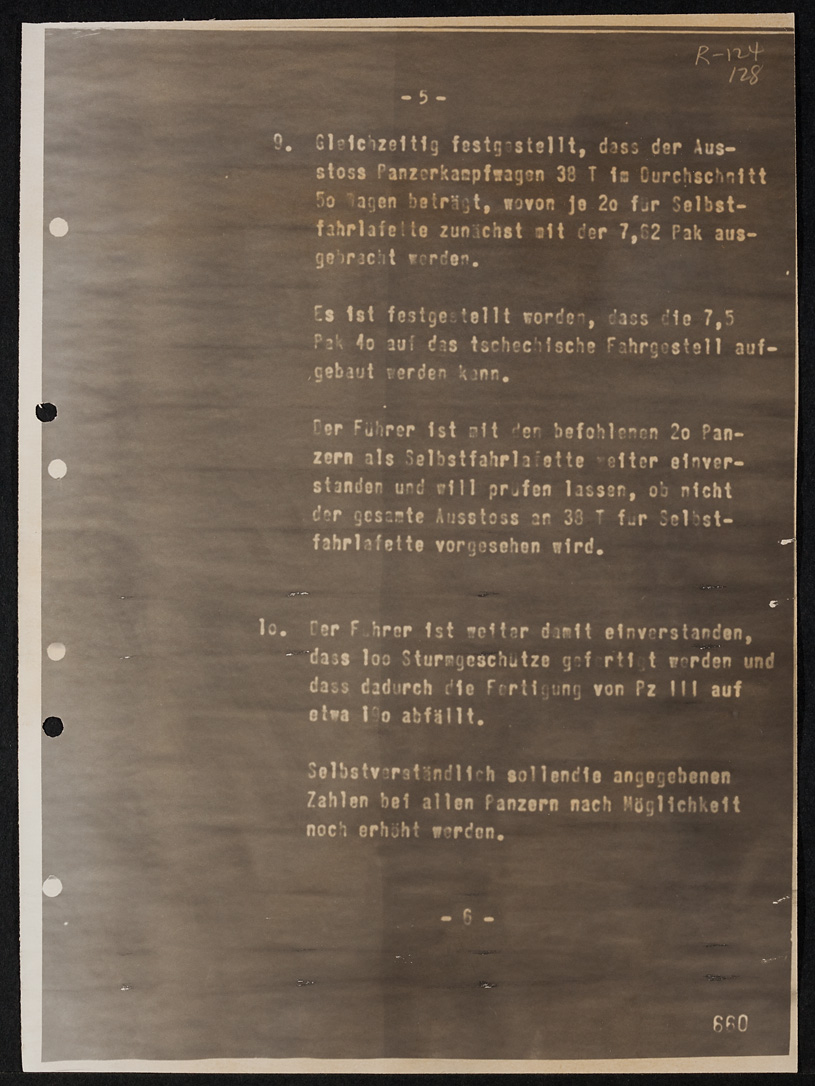 R-124
128
- 5 -
9. Gleichzeitig festgestellt, dass der Aus-
stoss Panzerkampfwagen 38 T im Durchschnitt
5o Wagen beträgt, wovon je 2o für Selbst-
fahrlafette zunächst mit der 7,62 Pak aus-
gebracht werden.
Es ist festgestellt worden, dass die 7,5
Pak 4o auf das tschechische Fahrgestell auf-
gebaut werden kann.
Der Führer ist mit den befohlenen 2o Pan-
zern als Selbstfahrlafette weiter einver-
standen und will prüfen lassen, ob nicht
der gesamte Ausstoss an 38 T für Selbst-
fahrlafette vorgesehen wird.
1o. Der Führer ist weiter damit einverstanden,
dass 1oo Sturmgeschütze gefertigt werden und
dass dadurch die Fertigung von Pz III auf
etwa abfällt.
Selbstverständlich sollendie angegebenen
Zahlen bei allen Panzern nach Möglichkeit
noch erhöht werden.
- 6 -
660